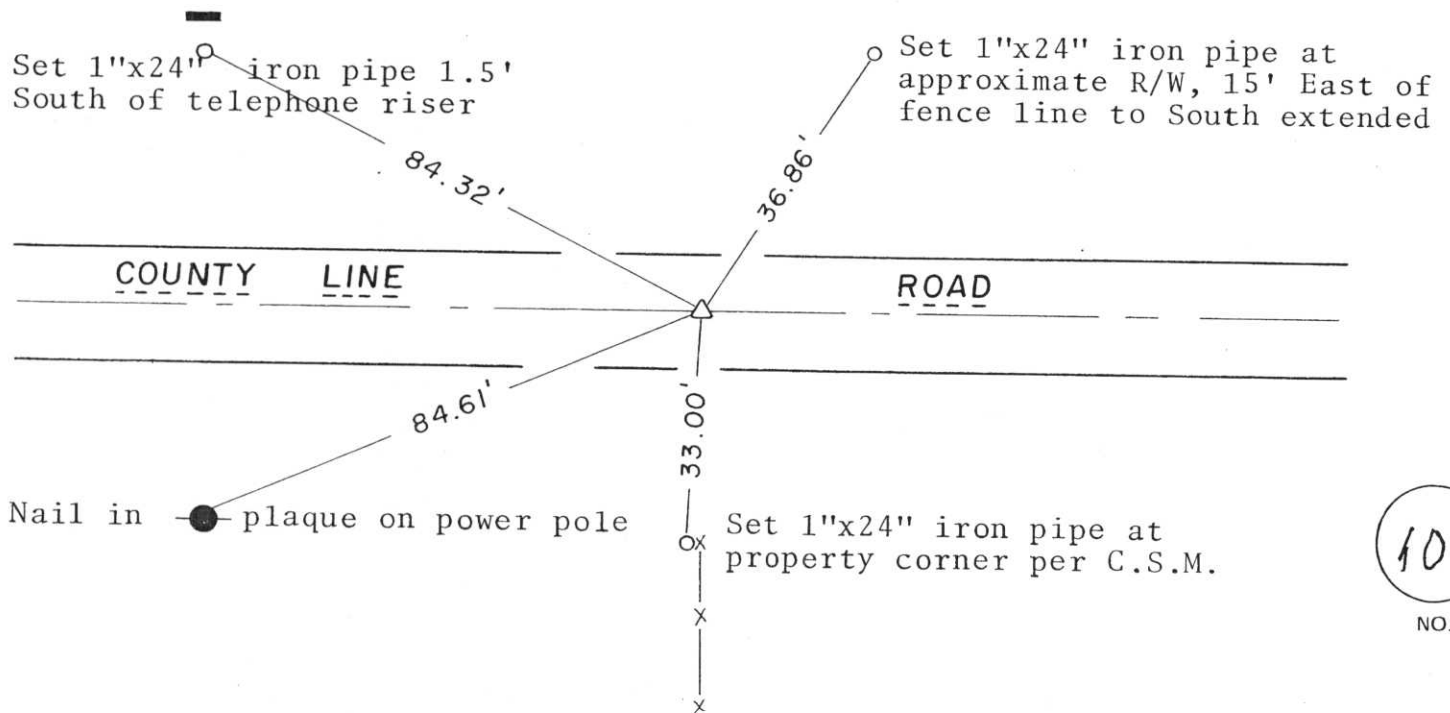 Set 1"x24" iron pipe 1.5'
South of telephone riser
Set 1"x24" iron pipe at
approximate R/W, 15' East of
fence line to South extended
84.32'
36.86'
COUNTY LINE ROAD
84.61'
33.00'
Nail in plaque on power pole
Set 1"x24" iron pipe at
property corner per C.S.M.
10
NO.